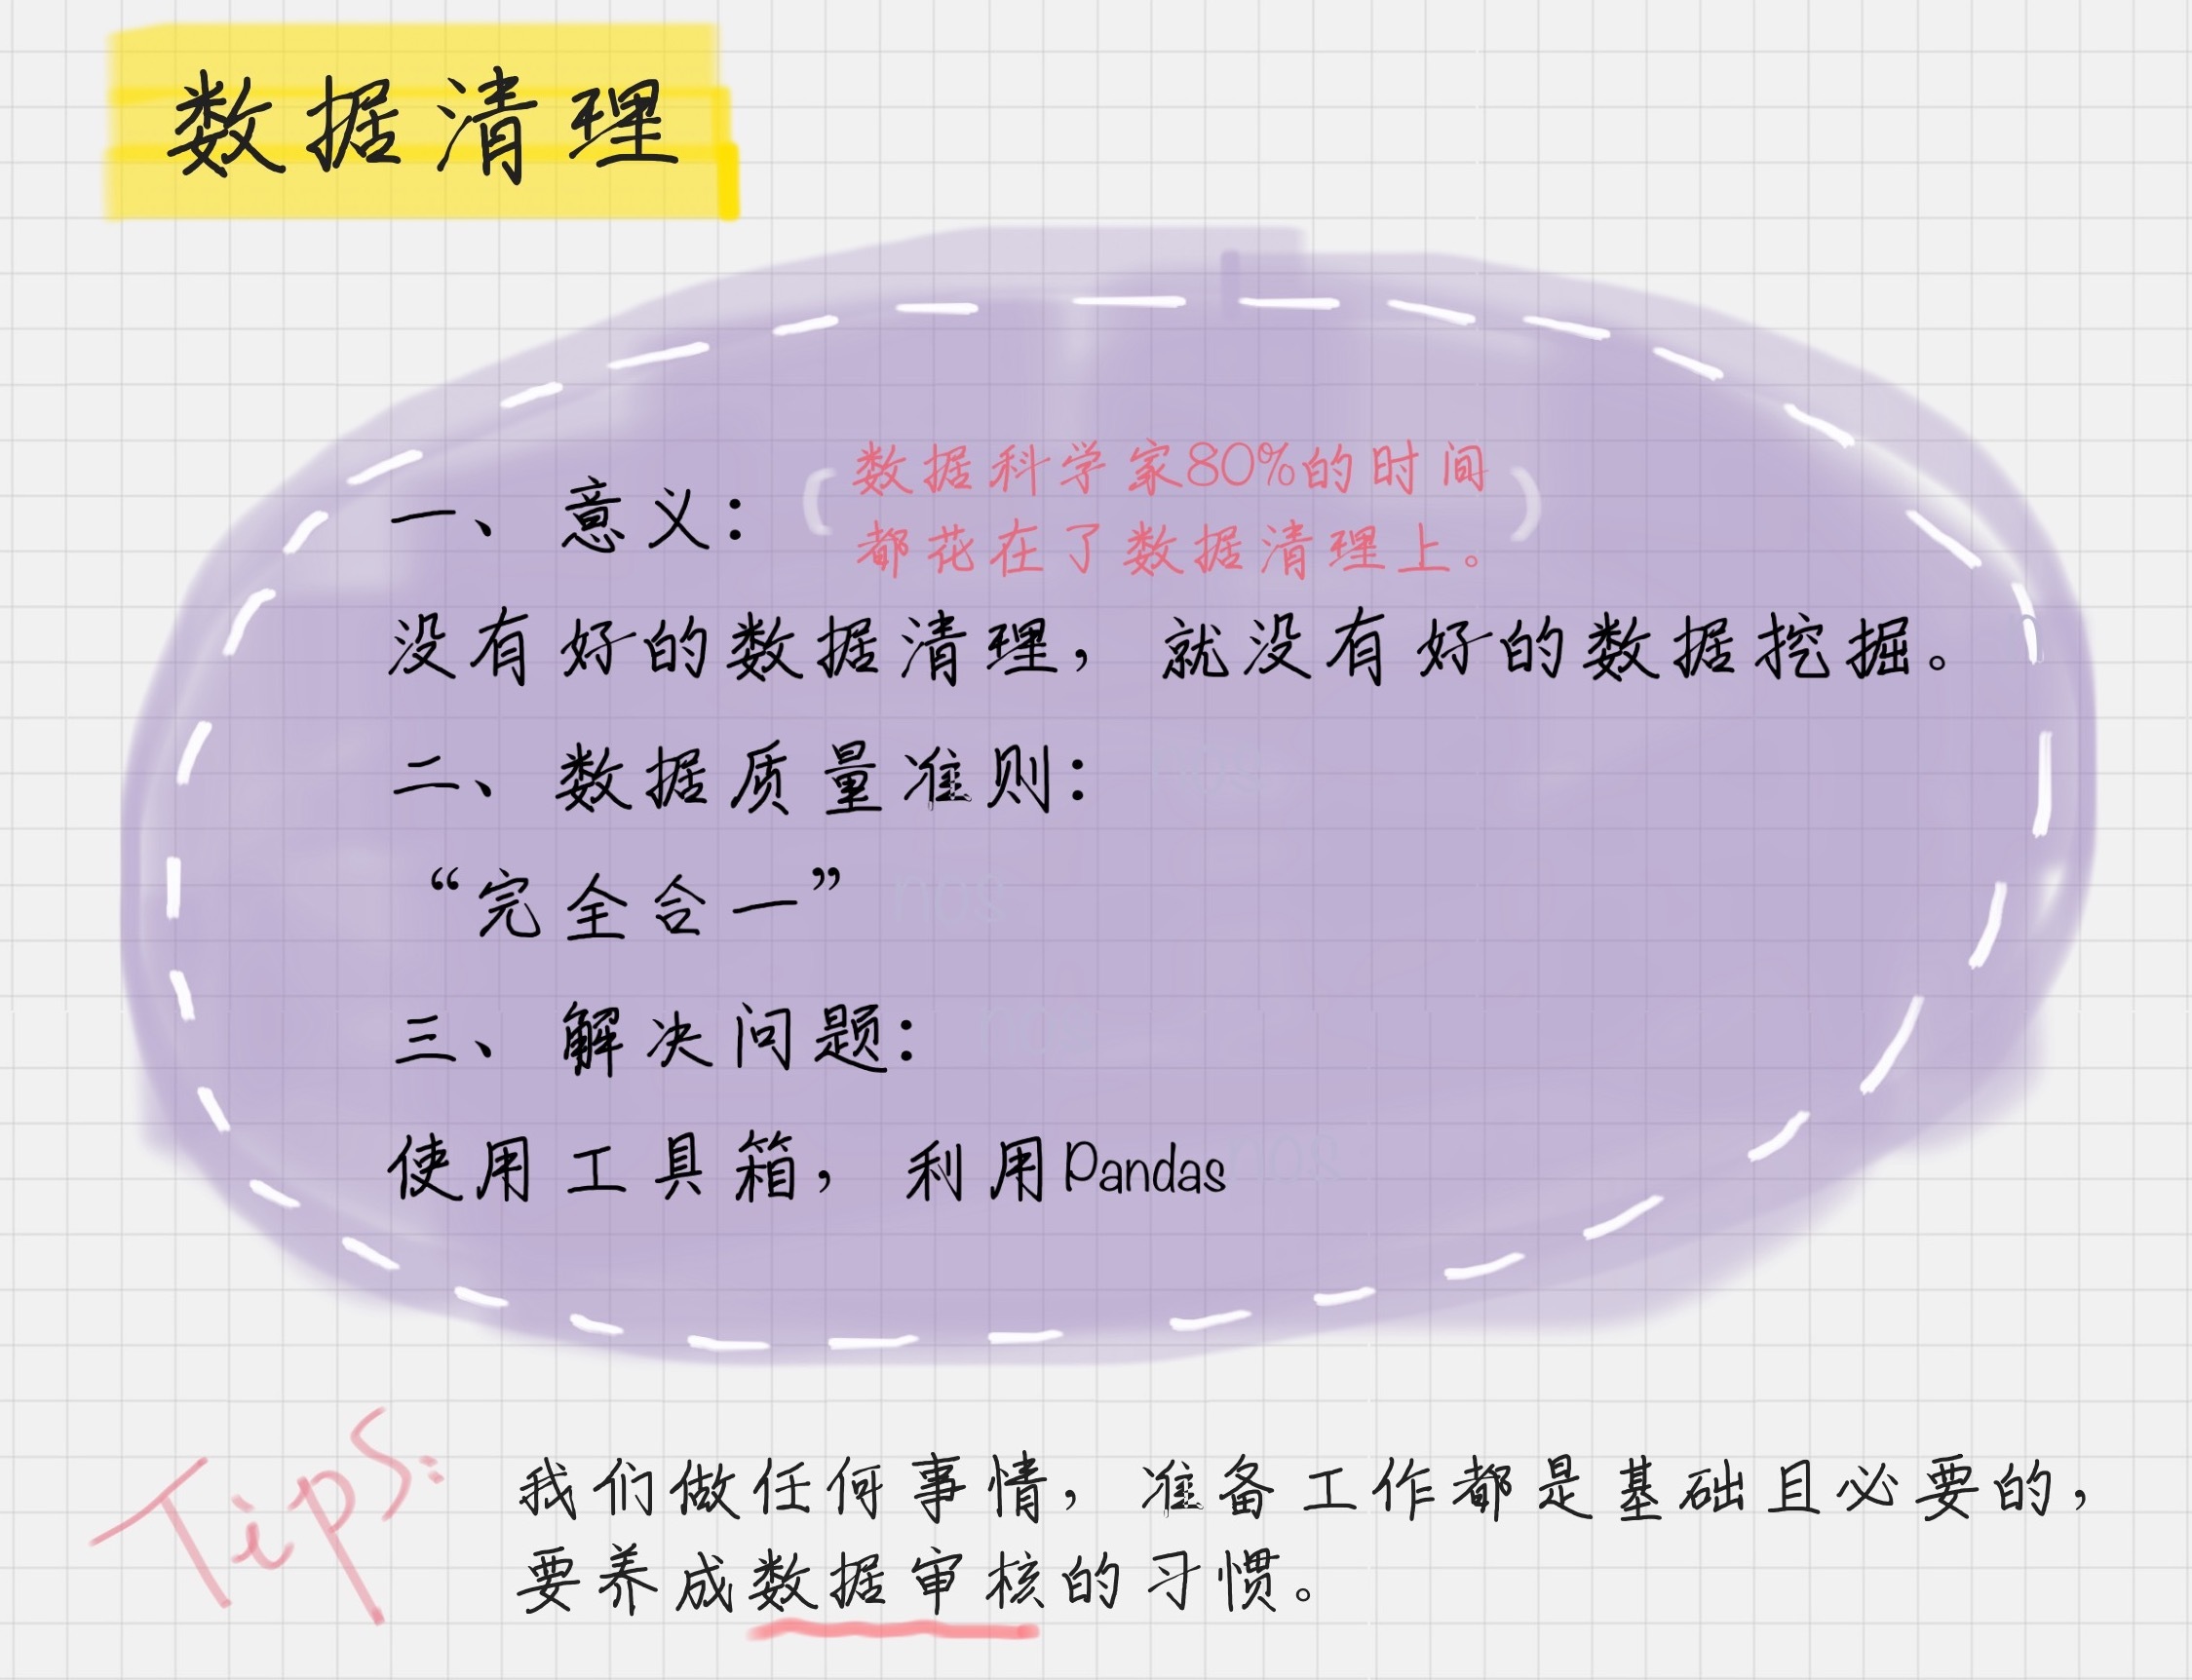 数据清理
一、意义：（数据科学家80%的时间
都花在了数据清理上。）
没有好的数据清理，就没有好的数据挖掘。
二、数据质量准则：
“完全合一”
三、解决问题：
使用工具箱，利用Pandas
Tips:
我们做任何事情，准备工作都是基础且必要的，
要养成数据审核的习惯。